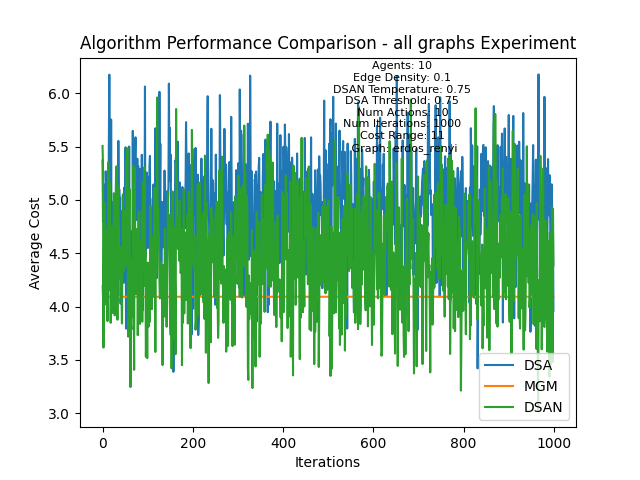 Algorithm Performance Comparison - all graphs Experiment
Agents: 10
Edge Density: 0.1
DSAN Temperature: 0.75
DSA Threshold: 0.75
Num Actions: 10
Num Iterations: 1000
Cost Range: 11
Graph: erdos_renyi
Average Cost
6.0
5.5
5.0
4.5
4.0
3.5
3.0
DSA
MGM
DSAN
0
200
400
600
800
1000
Iterations